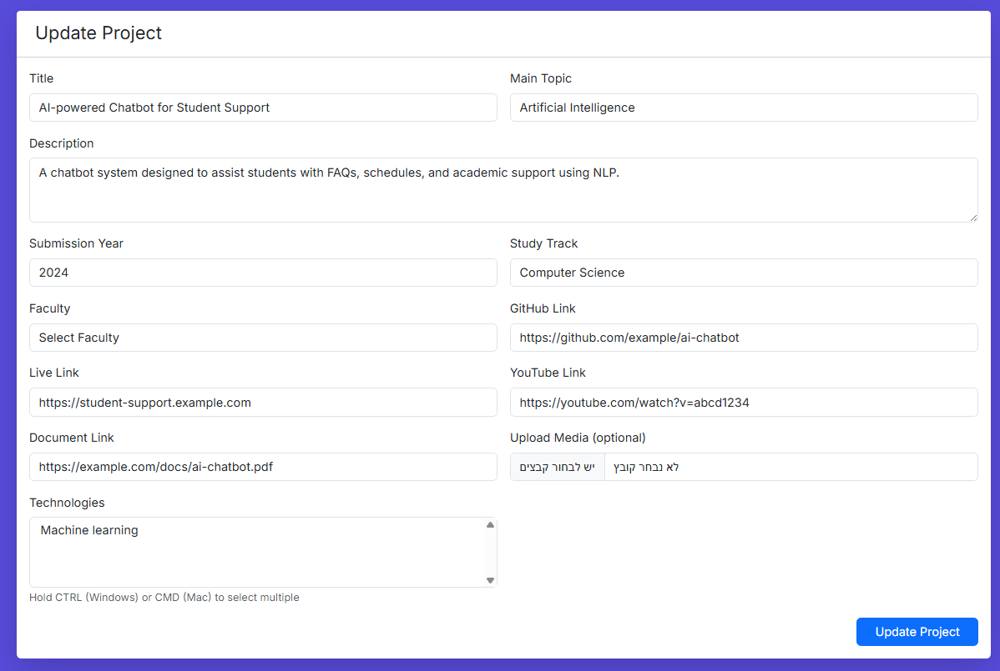 Update Project
Title
Main Topic
AI-powered Chatbot for Student Support
Artificial Intelligence
Description
A chatbot system designed to assist students with FAQs, schedules, and academic support using NLP.
Submission Year
Study Track
2024
Computer Science
Faculty
GitHub Link
Select Faculty
https://github.com/example/ai-chatbot
Live Link
YouTube Link
https://student-support.example.com
https://youtube.com/watch?v=abcd1234
Document Link
Upload Media (optional)
https://example.com/docs/ai-chatbot.pdf
יש לבחור קבצים
לא נבחר קובץ
Technologies
Machine learning
Hold CTRL (Windows) or CMD (Mac) to select multiple
Update Project